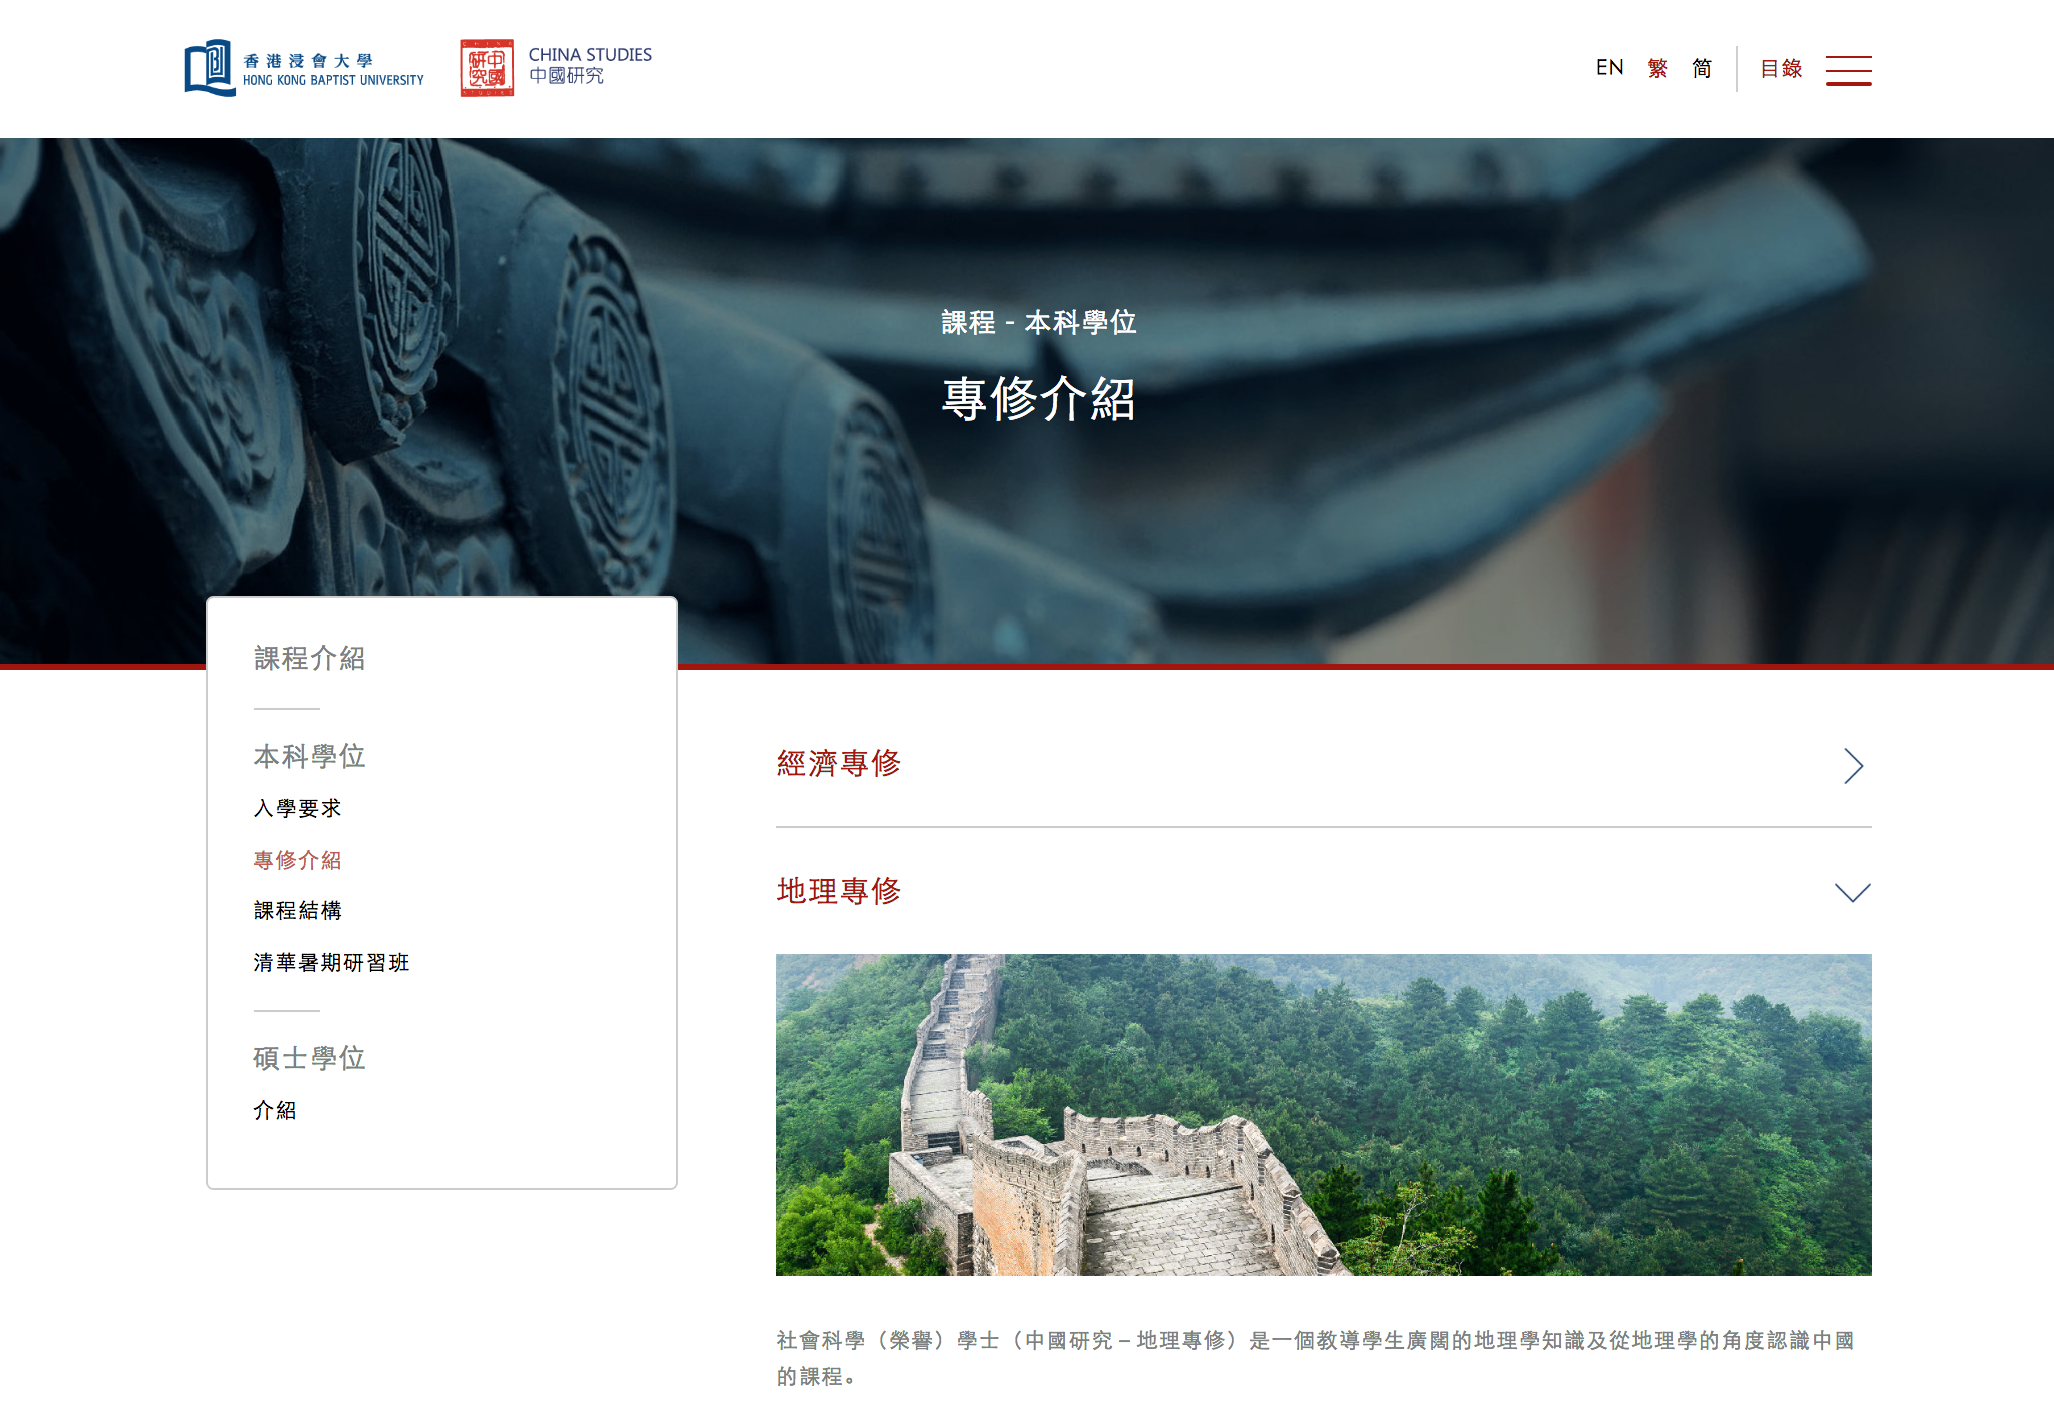 香港浸會大學
HONG KONG BAPTIST UNIVERSITY
CHINA
中國研究
STUDIES
CHINA STUDIES
中國研究
EN 繁 简 目錄
課程 - 本科學位
專修介紹
課程介紹
本科學位
入學要求
專修介紹
課程結構
清華暑期研習班
碩士學位
介紹
經濟專修
地理專修
社會科學（榮譽）學士（中國研究 – 地理專修）是一個教導學生廣闊的地理學知識及從地理學的角度認識中國
的課程。